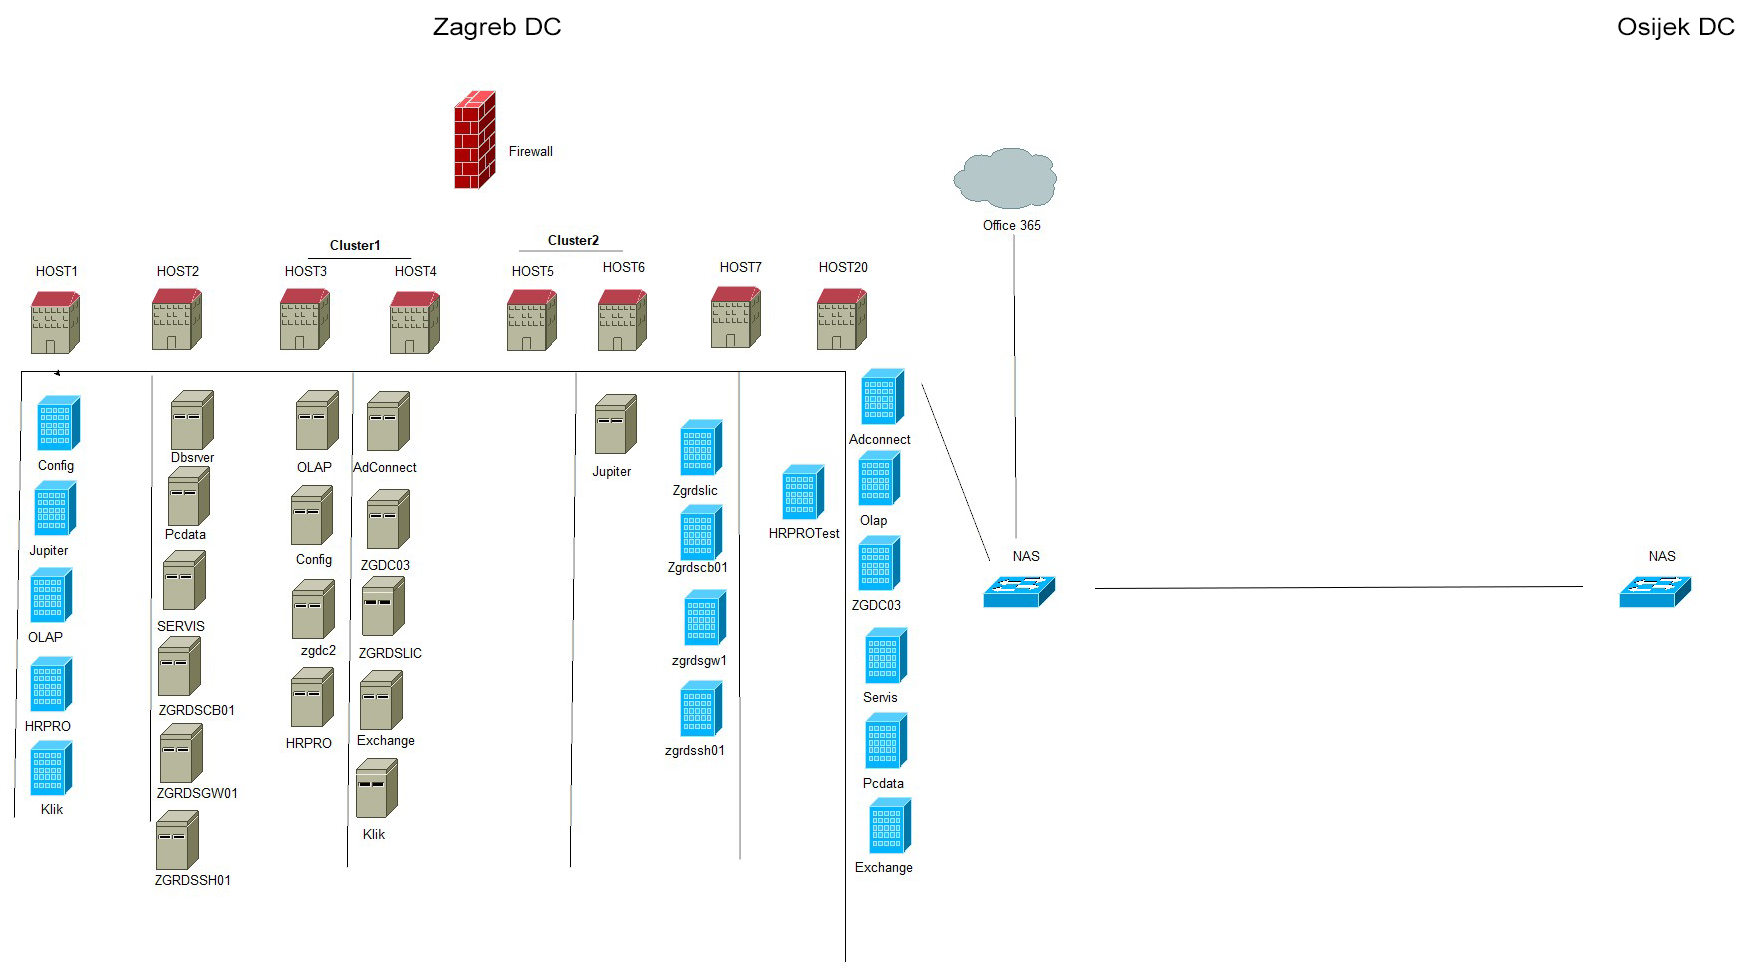 Zagreb DC
Osijek DC
Firewall
Office 365
Cluster1
Cluster2
HOST1
HOST2
HOST3
HOST4
HOST5
HOST6
HOST7
HOST20
Config
Jupiter
OLAP
HRPRO
Klik
Dbsrver
Pcdata
SERVIS
ZGRDSCB01
ZGRDSGW01
ZGRDSSH01
OLAP
Config
zgdc2
HRPRO
AdConnect
ZGDC03
ZGRDSLIC
Exchange
Klik
Jupiter
Zgrdslic
Zgrdscb01
zgrdsgw1
zgrdssh01
HRPROTest
Adconnect
Olap
ZGDC03
Servis
Pcdata
Exchange
NAS
NAS